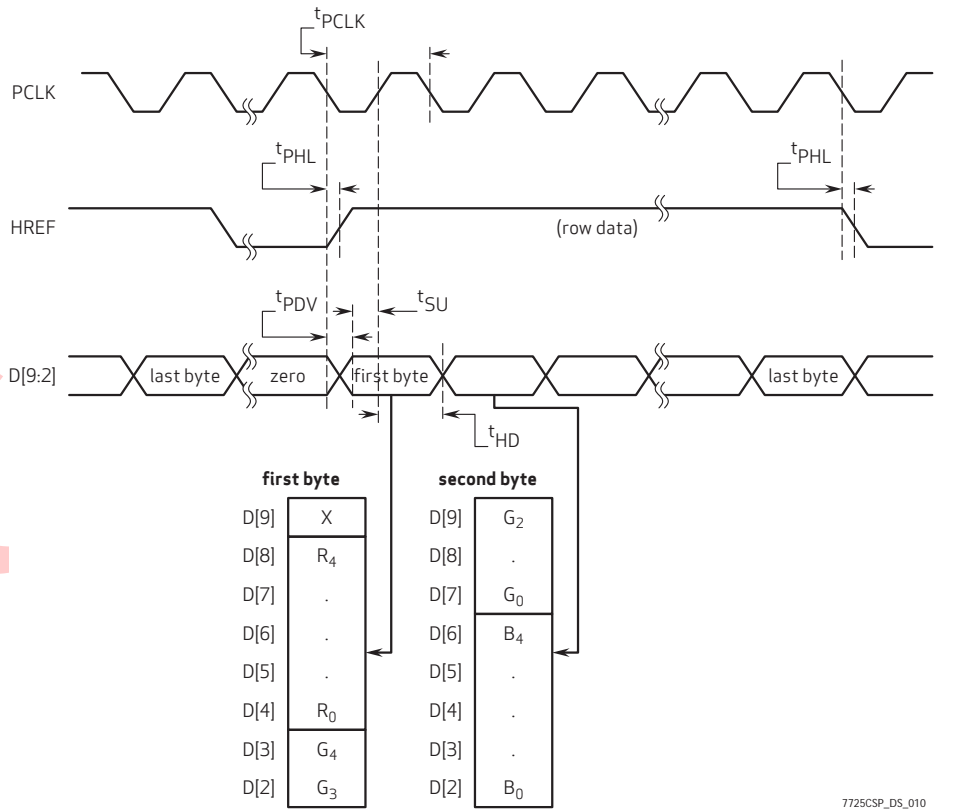 tPCLK
PCLK
tPHL tPHL
HREF
(row data)
tPDV tSU
D[9:2] last byte zero first byte last byte
tHD
first byte second byte
D[9] X D[9] G2
D[8] R4 D[8] .
D[7] . D[7] G0
D[6] . D[6] B4
D[5] . D[5] .
D[4] R0 D[4] .
D[3] G4 D[3] .
D[2] G3 D[2] B0
7725CSP_DS_010